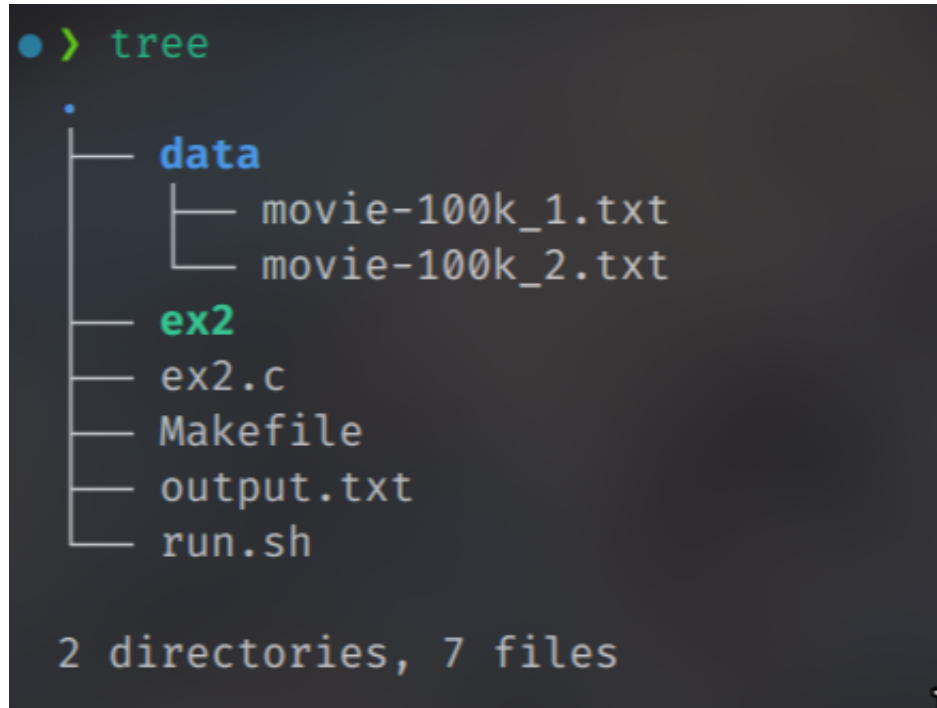 ● ❯ tree
.
├── data
│   ├── movie-100k_1.txt
│   └── movie-100k_2.txt
├── ex2
├── ex2.c
├── Makefile
├── output.txt
└── run.sh
2 directories, 7 files